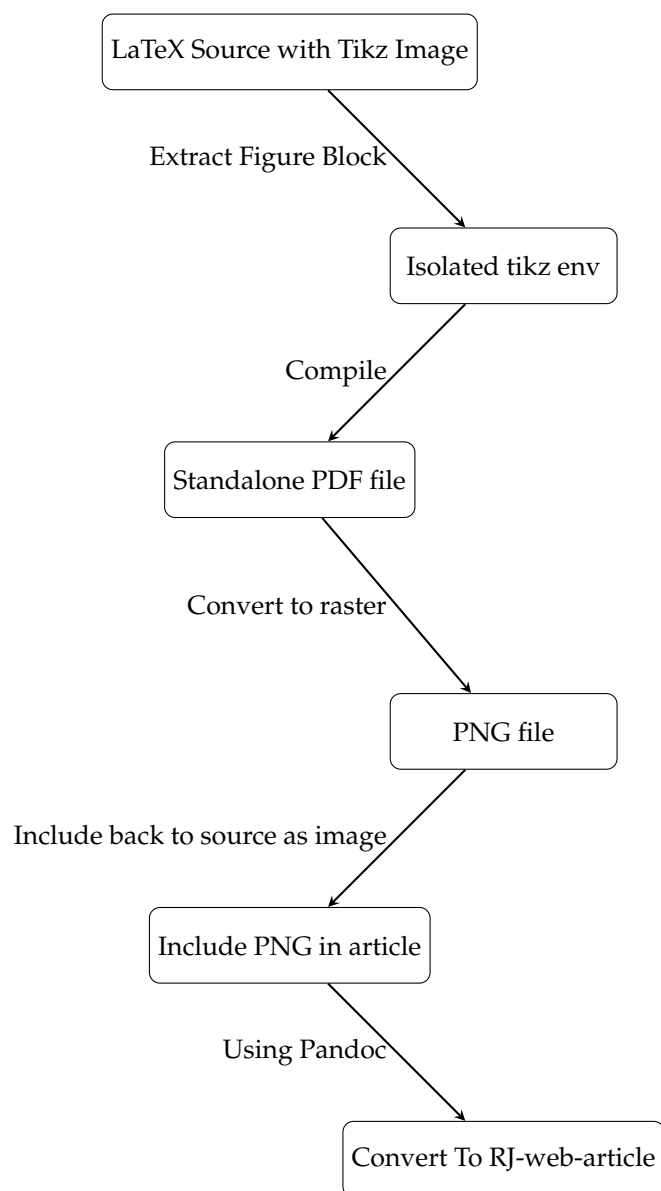 LaTeX Source with Tikz Image
Extract Figure Block
Isolated tikz env
Compile
Standalone PDF file
Convert to raster
PNG file
Include back to source as image
Include PNG in article
Using Pandoc
Convert To RJ-web-article